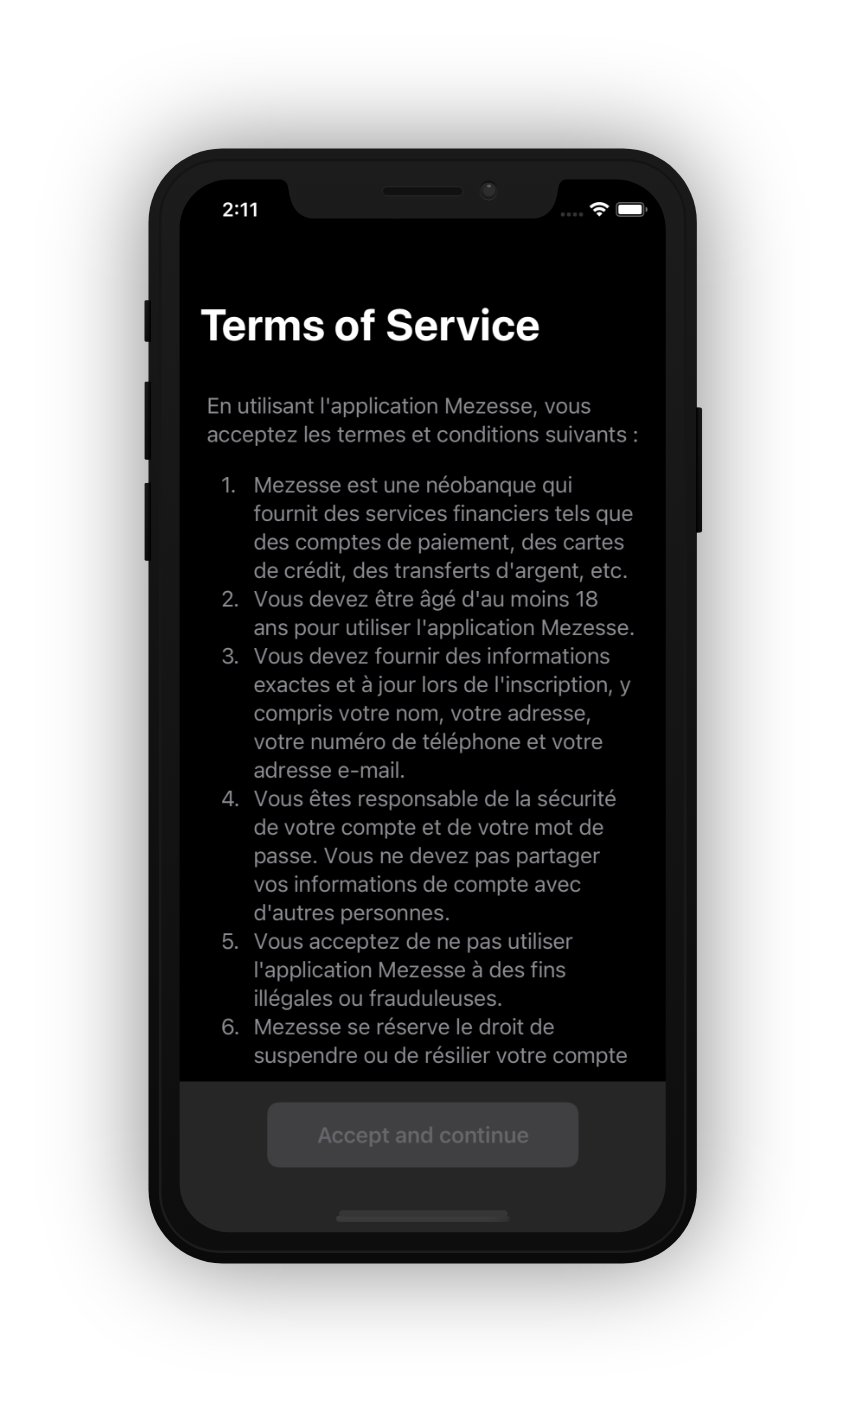 2:11
Terms of Service
En utilisant l'application Mezesse, vous
acceptez les termes et conditions suivants :
1. Mezesse est une néobanque qui
fournit des services financiers tels que
des comptes de paiement, des cartes
de crédit, des transferts d'argent, etc.
2. Vous devez être âgé d'au moins 18
ans pour utiliser l'application Mezesse.
3. Vous devez fournir des informations
exactes et à jour lors de l'inscription, y
compris votre nom, votre adresse,
votre numéro de téléphone et votre
adresse e-mail.
4. Vous êtes responsable de la sécurité
de votre compte et de votre mot de
passe. Vous ne devez pas partager
vos informations de compte avec
d'autres personnes.
5. Vous acceptez de ne pas utiliser
l'application Mezesse à des fins
illégales ou frauduleuses.
6. Mezesse se réserve le droit de
suspendre ou de résilier votre compte
Accept and continue